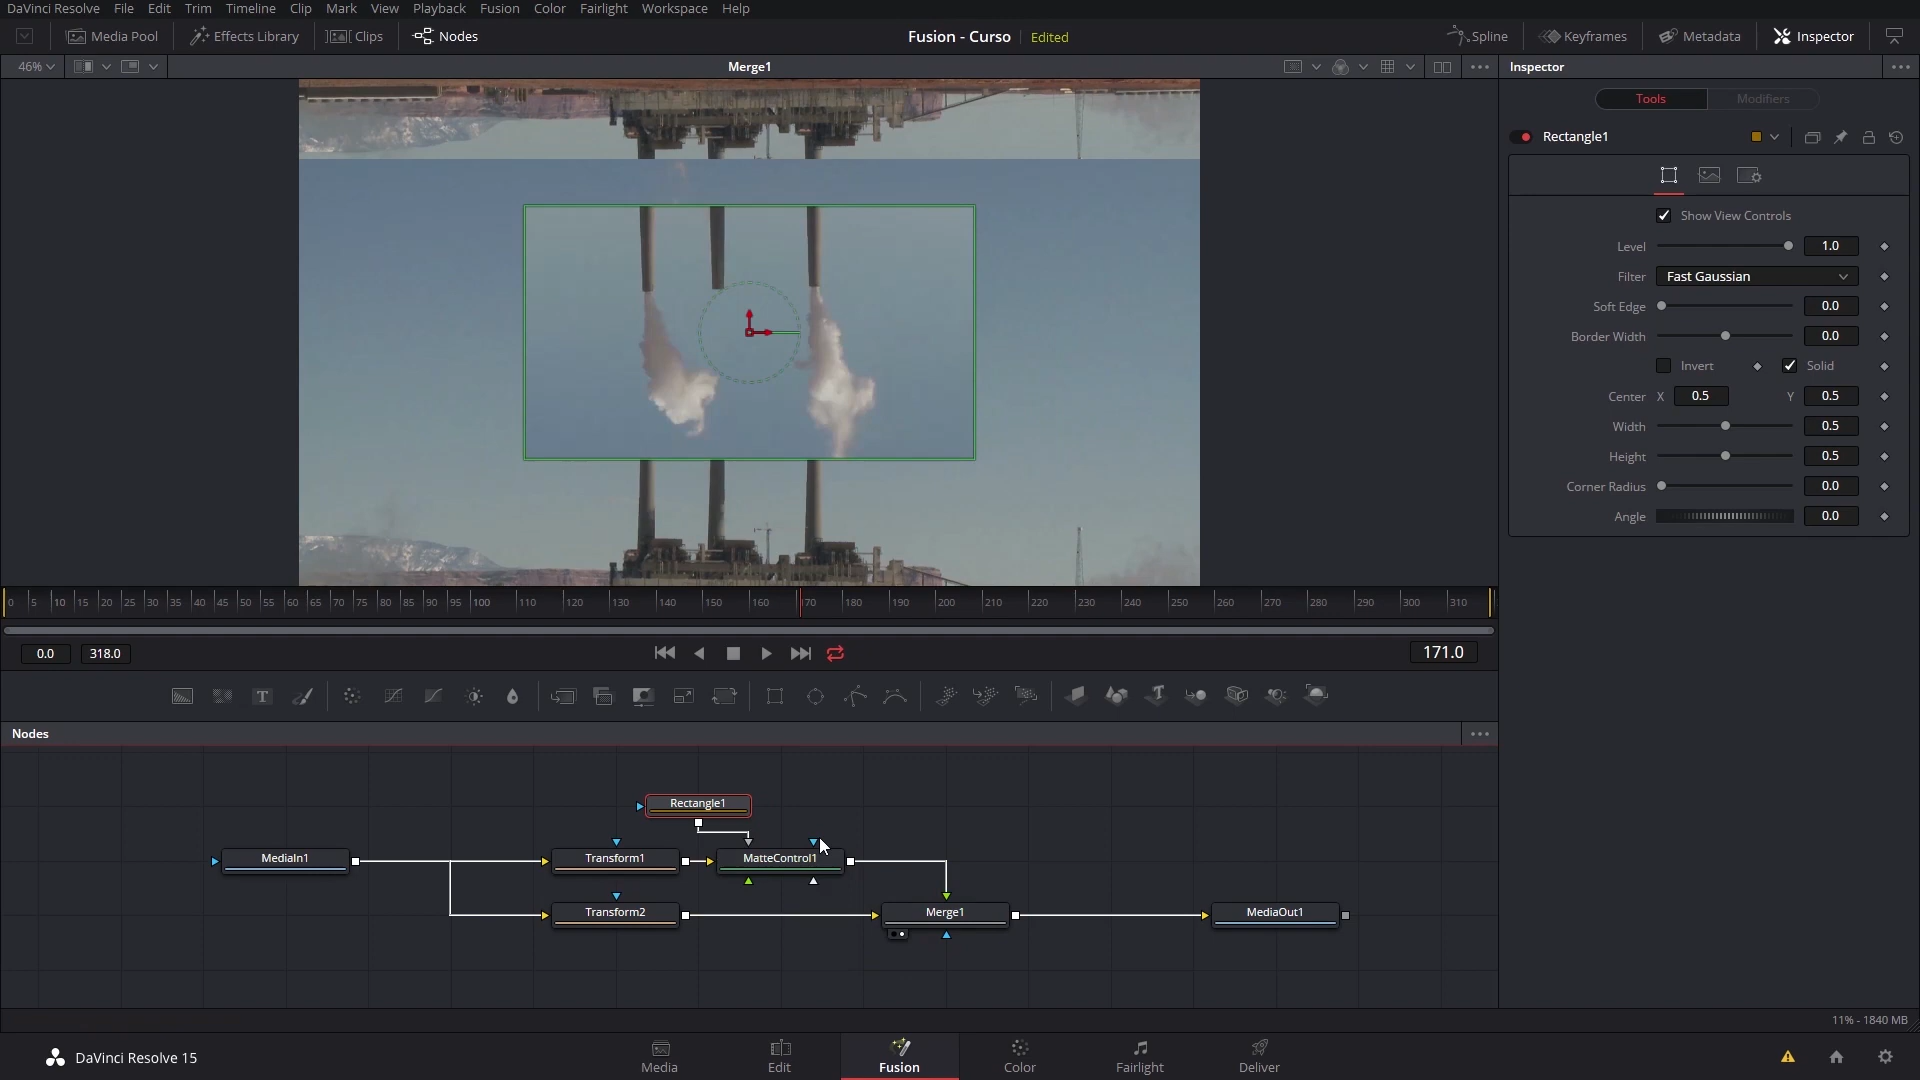 DaVinci Resolve File Edit Trim Timeline Clip Mark View Playback Fusion Color Fairlight Workspace Help
Media Pool Effects Library Clips Nodes Fusion - Curso Edited Spline Keyframes Metadata Inspector
46% Merge1 Inspector
Tools Modifiers
Rectangle1
Show View Controls
Level 1.0
Filter Fast Gaussian
Soft Edge 0.0
Border Width 0.0
Invert Solid
Center X 0.5 Y 0.5
Width 0.5
Height 0.5
Corner Radius 0.0
Angle 0.0
0 5 10 15 20 25 30 35 40 45 50 55 60 65 70 75 80 85 90 95 100 110 120 130 140 150 160 170 180 190 200 210 220 230 240 250 260 270 280 290 300 310
0.0 318.0 171.0
T
Nodes
Rectangle1
MediaIn1 Transform1 MatteControl1
Transform2 Merge1 MediaOut1
11% - 1840 MB
DaVinci Resolve 15 Media Edit Fusion Color Fairlight Deliver